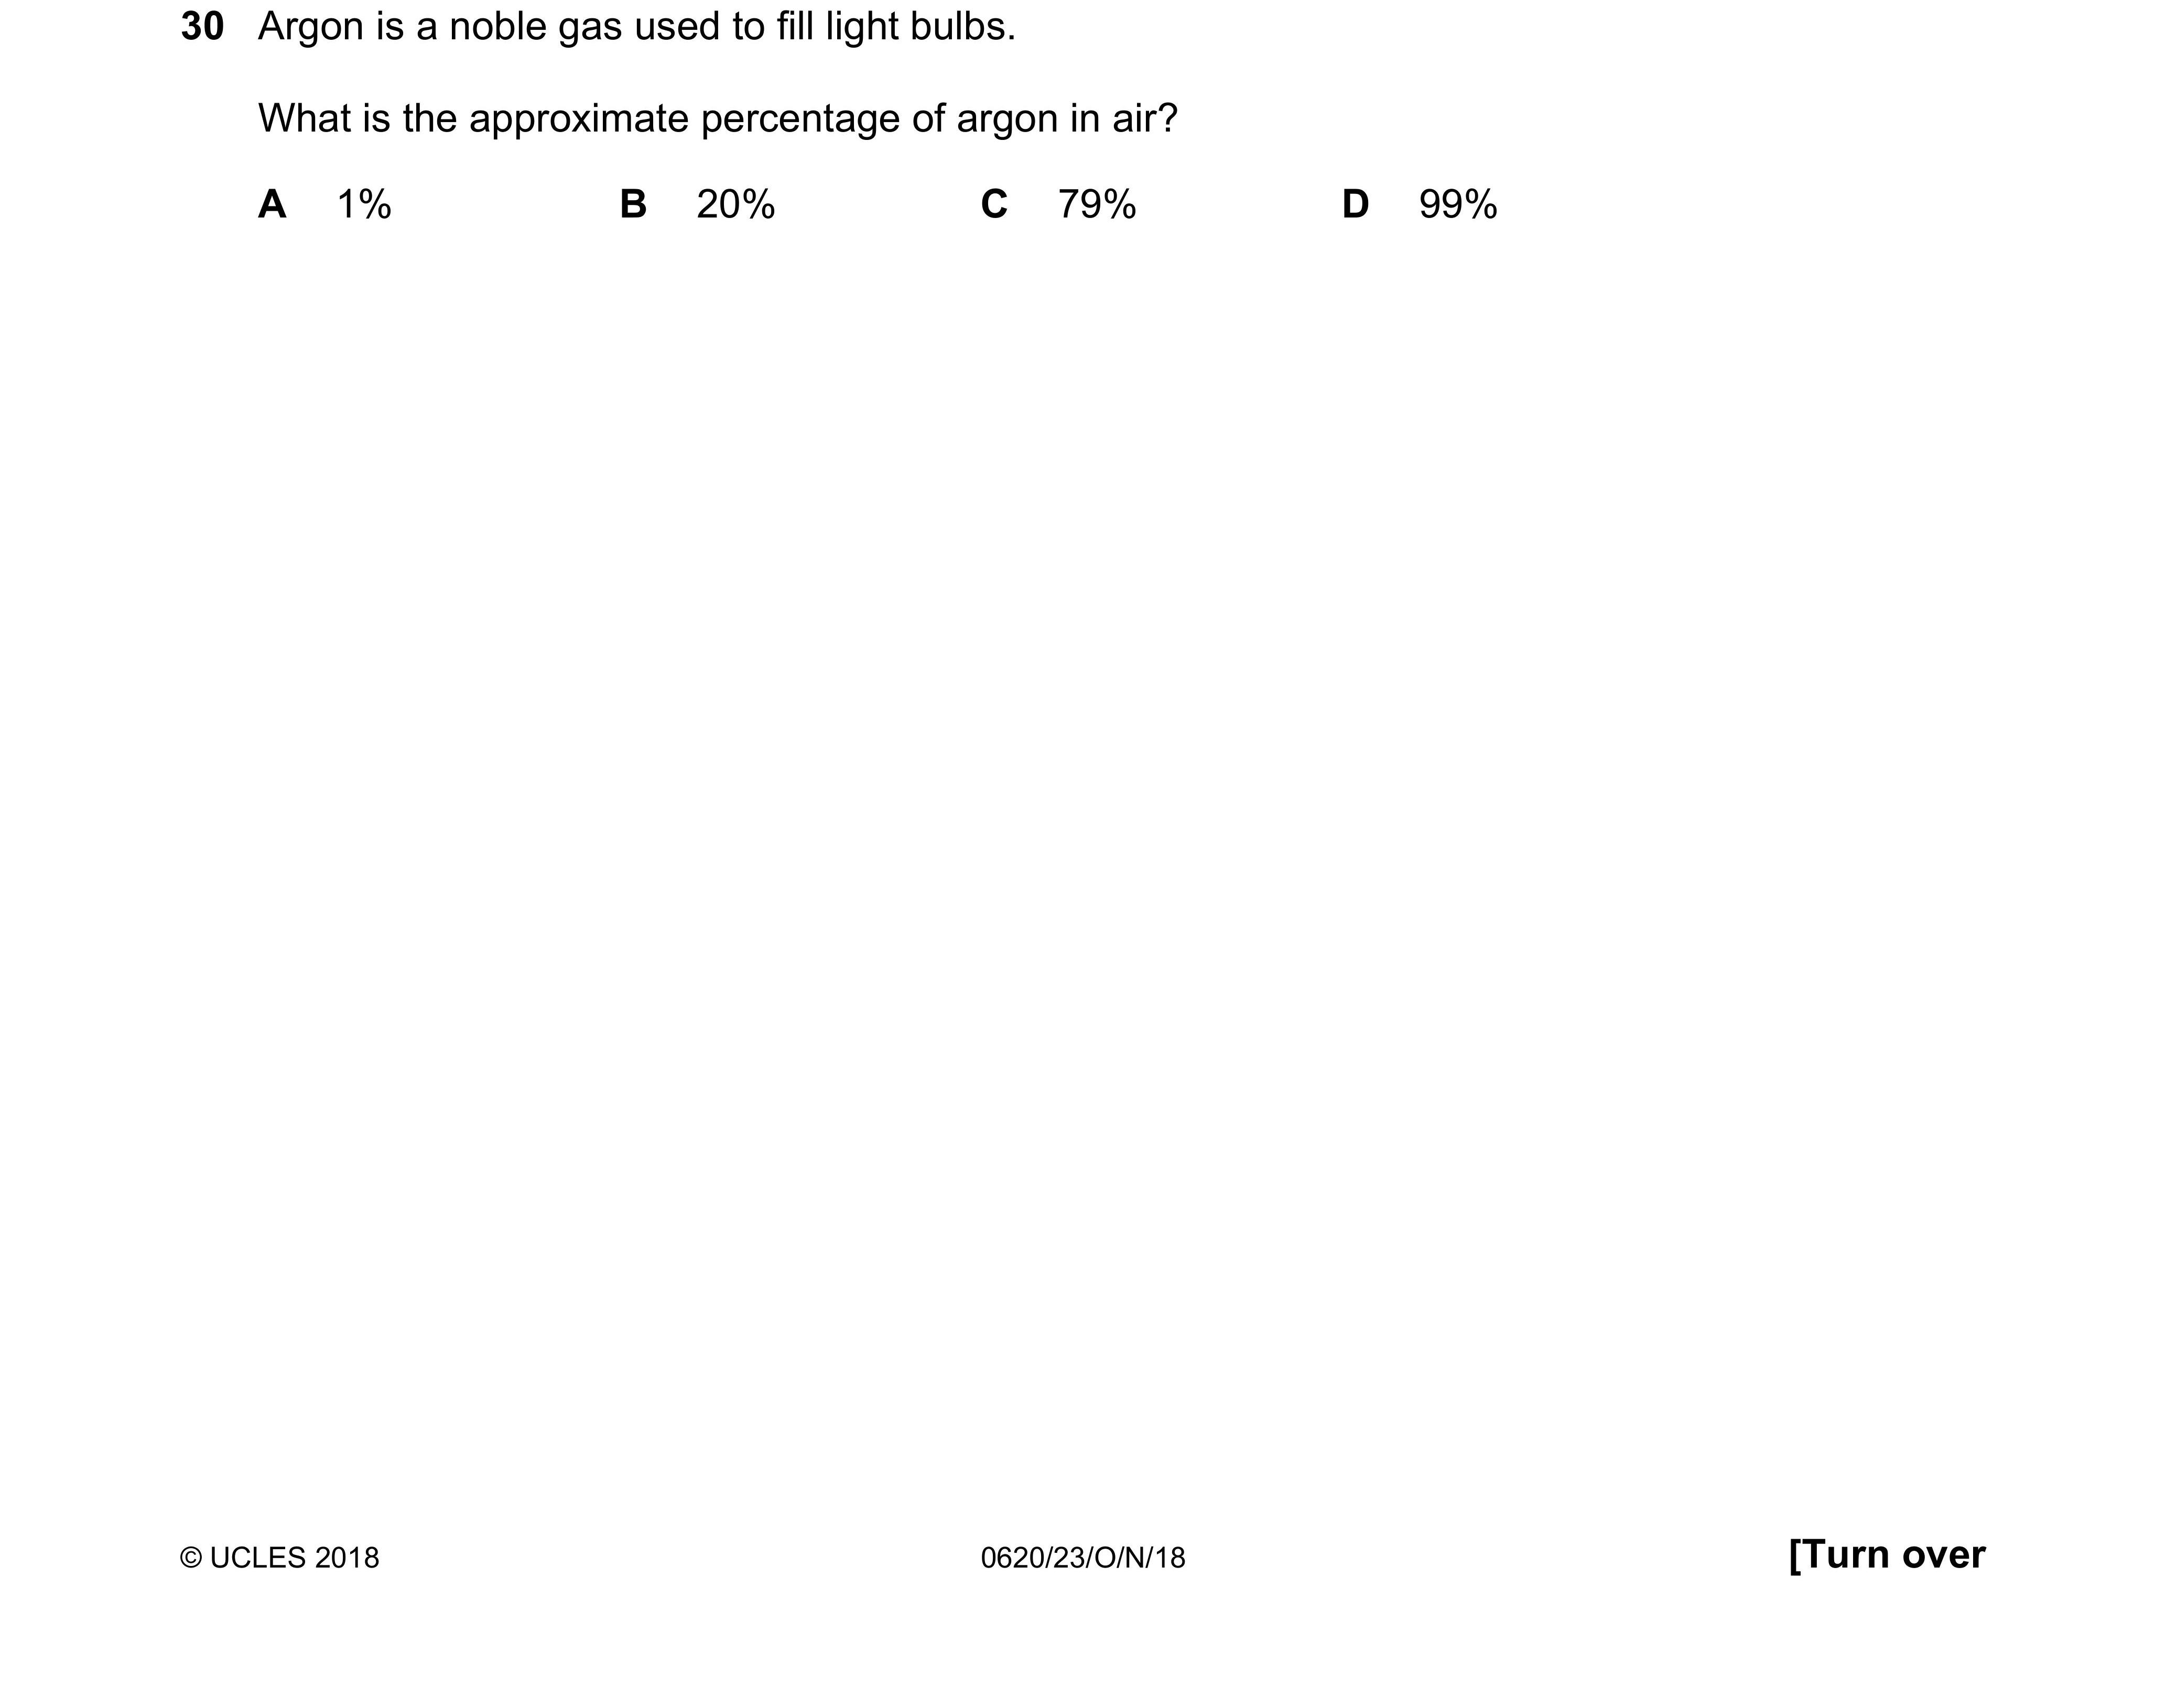 30 Argon is a noble gas used to fill light bulbs.
What is the approximate percentage of argon in air?
A 1% B 20% C 79% D 99%
© UCLES 2018 0620/23/O/N/18 [Turn over